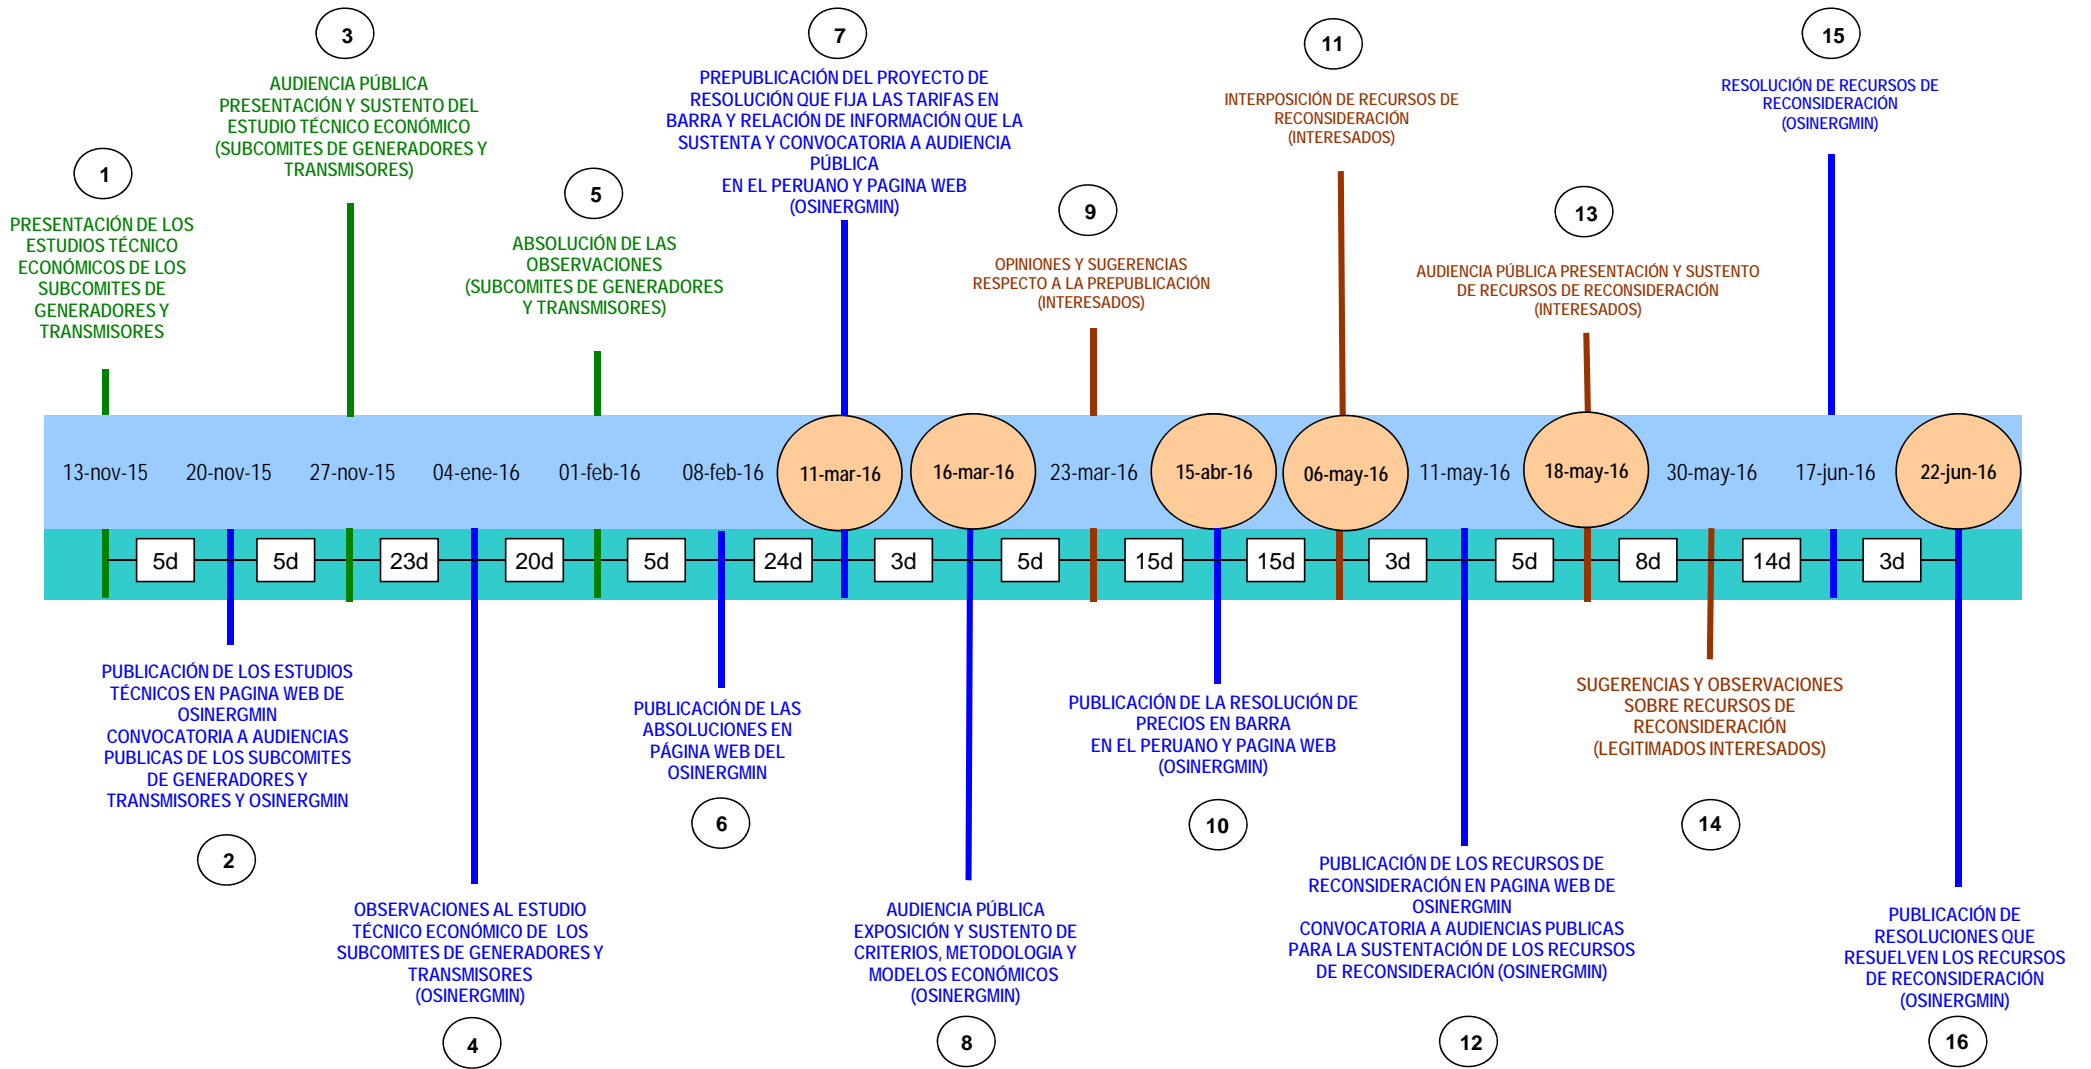 3
AUDIENCIA PÚBLICA
PRESENTACIÓN Y SUSTENTO DEL
ESTUDIO TÉCNICO ECONÓMICO
(SUBCOMITES DE GENERADORES Y
TRANSMISORES)
7
PREPUBLICACIÓN DEL PROYECTO DE
RESOLUCIÓN QUE FIJA LAS TARIFAS EN
BARRA Y RELACIÓN DE INFORMACIÓN QUE LA
SUSTENTA Y CONVOCATORIA A AUDIENCIA
PÚBLICA
EN EL PERUANO Y PAGINA WEB
(OSINERGMIN)
11
INTERPOSICIÓN DE RECURSOS DE
RECONSIDERACIÓN
(INTERESADOS)
15
RESOLUCIÓN DE RECURSOS DE
RECONSIDERACIÓN
(OSINERGMIN)
1
PRESENTACIÓN DE LOS
ESTUDIOS TÉCNICO
ECONÓMICOS DE LOS
SUBCOMITES DE
GENERADORES Y
TRANSMISORES
5
ABSOLUCIÓN DE LAS
OBSERVACIONES
(SUBCOMITES DE GENERADORES
Y TRANSMISORES)
9
OPINIONES Y SUGERENCIAS
RESPECTO A LA PREPUBLICACIÓN
(INTERESADOS)
13
AUDIENCIA PÚBLICA PRESENTACIÓN Y SUSTENTO
DE RECURSOS DE RECONSIDERACIÓN
(INTERESADOS)
13-nov-15
20-nov-15
27-nov-15
04-ene-16
01-feb-16
08-feb-16
11-mar-16
16-mar-16
23-mar-16
15-abr-16
06-may-16
11-may-16
18-may-16
30-may-16
17-jun-16
22-jun-16
5d
5d
23d
20d
5d
24d
3d
5d
15d
15d
3d
5d
8d
14d
3d
PUBLICACIÓN DE LOS ESTUDIOS
TÉCNICOS EN PAGINA WEB DE
OSINERGMIN
CONVOCATORIA A AUDIENCIAS
PUBLICAS DE LOS SUBCOMITES
DE GENERADORES Y
TRANSMISORES Y OSINERGMIN
2
OBSERVACIONES AL ESTUDIO
TÉCNICO ECONÓMICO DE LOS
SUBCOMITES DE GENERADORES Y
TRANSMISORES
(OSINERGMIN)
4
PUBLICACIÓN DE LAS
ABSOLUCIONES EN
PÁGINA WEB DEL
OSINERGMIN
6
AUDIENCIA PÚBLICA
EXPOSICIÓN Y SUSTENTO DE
CRITERIOS, METODOLOGIA Y
MODELOS ECONÓMICOS
(OSINERGMIN)
8
PUBLICACIÓN DE LA RESOLUCIÓN DE
PRECIOS EN BARRA
EN EL PERUANO Y PAGINA WEB
(OSINERGMIN)
10
PUBLICACIÓN DE LOS RECURSOS DE
RECONSIDERACIÓN EN PAGINA WEB DE
OSINERGMIN
CONVOCATORIA A AUDIENCIAS PUBLICAS
PARA LA SUSTENTACIÓN DE LOS RECURSOS
DE RECONSIDERACIÓN (OSINERGMIN)
12
SUGERENCIAS Y OBSERVACIONES
SOBRE RECURSOS DE
RECONSIDERACIÓN
(LEGITIMADOS INTERESADOS)
14
PUBLICACIÓN DE
RESOLUCIONES QUE
RESUELVEN LOS RECURSOS
DE RECONSIDERACIÓN
(OSINERGMIN)
16